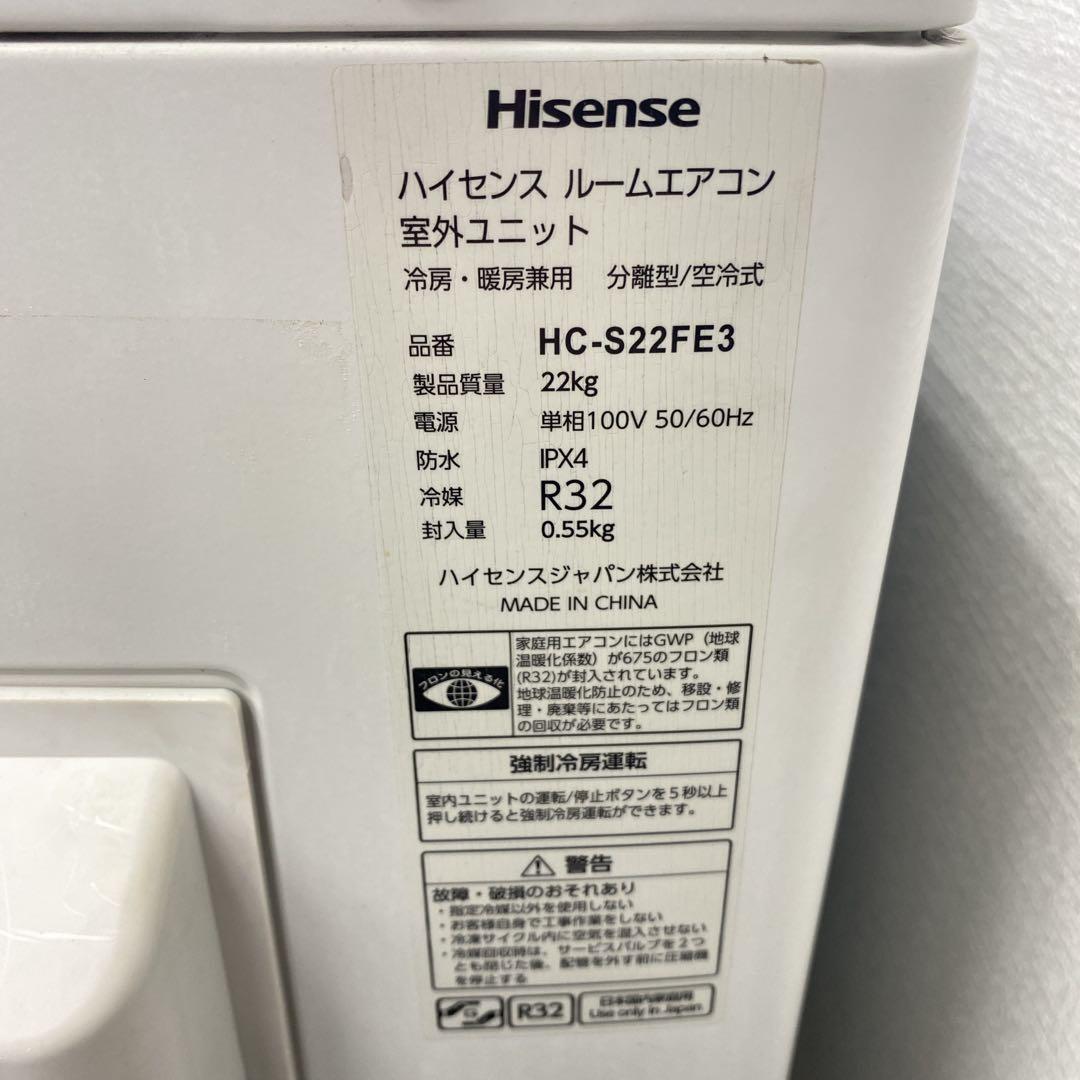 Hisense
ハイセンス ルームエアコン
室外ユニット
冷房・暖房兼用 分離型/空冷式
品番 HC-S22FE3
製品質量 22kg
電源 単相100V 50/60Hz
防水 IPX4
冷媒 R32
封入量 0.55kg
ハイセンスジャパン株式会社
MADE IN CHINA
フロンの見える化
家庭用エアコンにはGWP（地球
温暖化係数）が675のフロン類
(R32)が封入されています。
地球温暖化防止のため、移設・修
理・廃棄等にあたってはフロン類
の回収が必要です。
強制冷房運転
室内ユニットの運転/停止ボタンを5秒以上
押し続けると強制冷房運転ができます。
警告
故障・破損のおそれあり
・指定冷媒以外を使用しない
・お客様自身で工事作業をしない
・冷凍サイクル内に空気を混入させない
・冷媒回収時は、サービスバルブを2つ
とも閉じた後、配管を外す前に圧縮機
を停止する
G
R32
日本国内家庭用
Use only in Japan